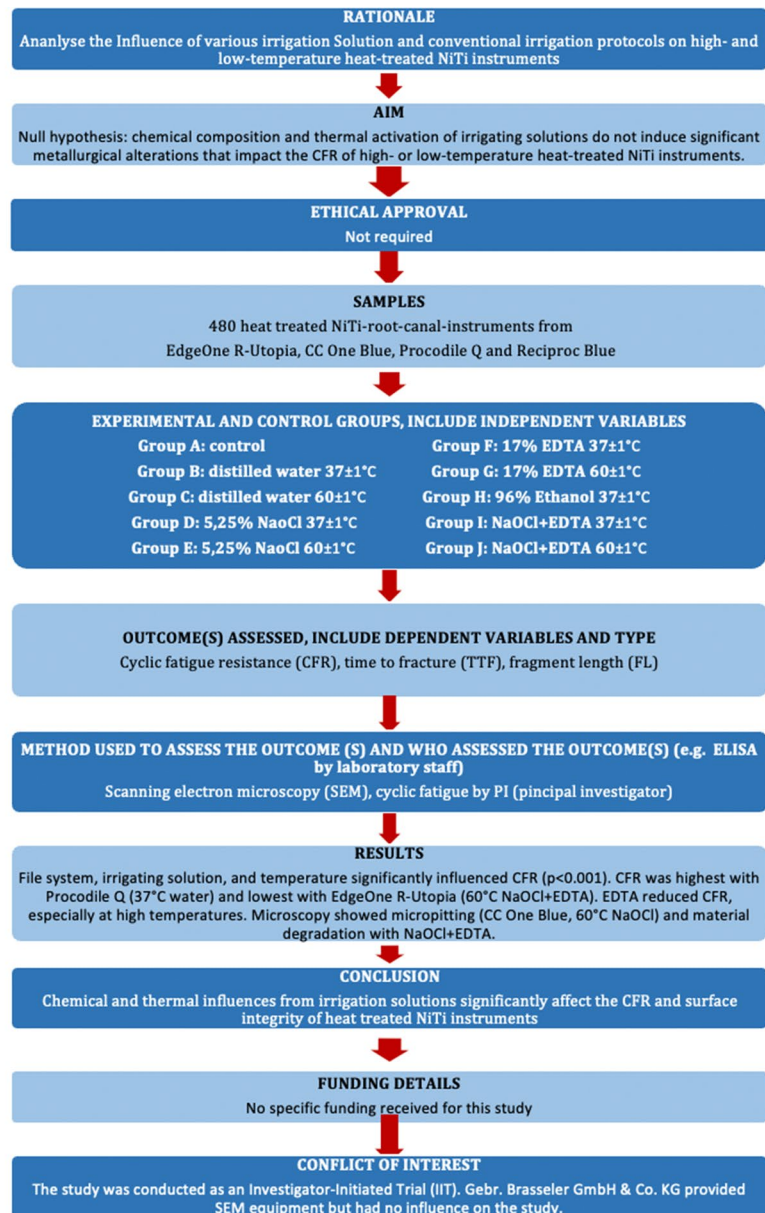 RATIONALE
Ananlyse the Influence of various irrigation Solution and conventional irrigation protocols on high- and
low-temperature heat-treated NiTi instruments
AIM
Null hypothesis: chemical composition and thermal activation of irrigating solutions do not induce significant
metallurgical alterations that impact the CFR of high- or low-temperature heat-treated NiTi instruments.
ETHICAL APPROVAL
Not required
SAMPLES
480 heat treated NiTi-root-canal-instruments from
EdgeOne R-Utopia, CC One Blue, Procodile Q and Reciproc Blue
EXPERIMENTAL AND CONTROL GROUPS, INCLUDE INDEPENDENT VARIABLES
Group A: control
Group B: distilled water 37±1°C
Group C: distilled water 60±1°C
Group D: 5,25% NaoCl 37±1°C
Group E: 5,25% NaoCl 60±1°C
Group F: 17% EDTA 37±1°C
Group G: 17% EDTA 60±1°C
Group H: 96% Ethanol 37±1°C
Group I: NaOCl+EDTA 37±1°C
Group J: NaOCl+EDTA 60±1°C
OUTCOME(S) ASSESSED, INCLUDE DEPENDENT VARIABLES AND TYPE
Cyclic fatigue resistance (CFR), time to fracture (TTF), fragment length (FL)
METHOD USED TO ASSESS THE OUTCOME (S) AND WHO ASSESSED THE OUTCOME(S) (e.g. ELISA
by laboratory staff)
Scanning electron microscopy (SEM), cyclic fatigue by PI (pincipal investigator)
RESULTS
File system, irrigating solution, and temperature significantly influenced CFR (p<0.001). CFR was highest with
Procodile Q (37°C water) and lowest with EdgeOne R-Utopia (60°C NaOCl+EDTA). EDTA reduced CFR,
especially at high temperatures. Microscopy showed micropitting (CC One Blue, 60°C NaOCl) and material
degradation with NaOCl+EDTA.
CONCLUSION
Chemical and thermal influences from irrigation solutions significantly affect the CFR and surface
integrity of heat treated NiTi instruments
FUNDING DETAILS
No specific funding received for this study
CONFLICT OF INTEREST
The study was conducted as an Investigator-Initiated Trial (IIT). Gebr. Brasseler GmbH & Co. KG provided
SEM equipment but had no influence on the study.